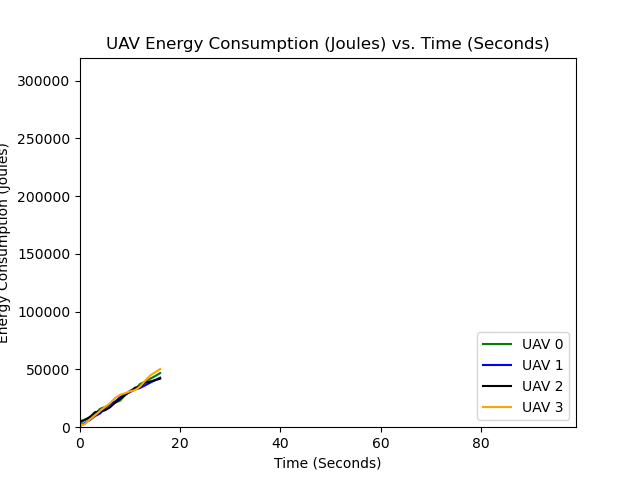 UAV Energy Consumption (Joules) vs. Time (Seconds)
Energy Consumption (Joules)
300000
250000
200000
150000
100000
50000
0
0 20 40 60 80
Time (Seconds)
UAV 0
UAV 1
UAV 2
UAV 3